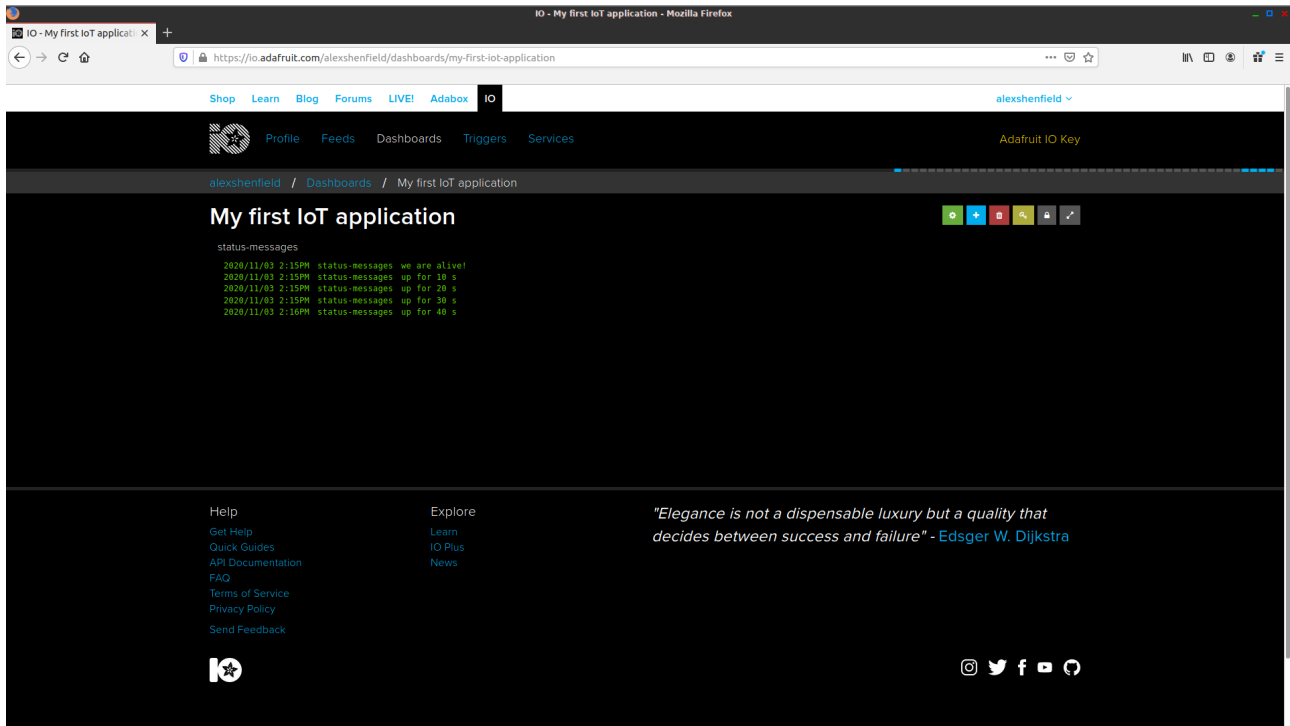 IO - My first IoT application - Mozilla Firefox
IO - My first IoT applicati
https://io.adafruit.com/alexshenfield/dashboards/my-first-iot-application
Shop Learn Blog Forums LIVE! Adabox IO alexshenfield
Profile Feeds Dashboards Triggers Services Adafruit IO Key
alexshenfield / Dashboards / My first IoT application
My first IoT application
status-messages
2020/11/03 2:15PM status-messages we are alive!
2020/11/03 2:15PM status-messages up for 10 s
2020/11/03 2:15PM status-messages up for 20 s
2020/11/03 2:15PM status-messages up for 30 s
2020/11/03 2:16PM status-messages up for 40 s
Help Explore "Elegance is not a dispensable luxury but a quality that
Get Help Learn decides between success and failure" - Edsger W. Dijkstra
Quick Guides IO Plus
API Documentation News
FAQ
Terms of Service
Privacy Policy
Send Feedback